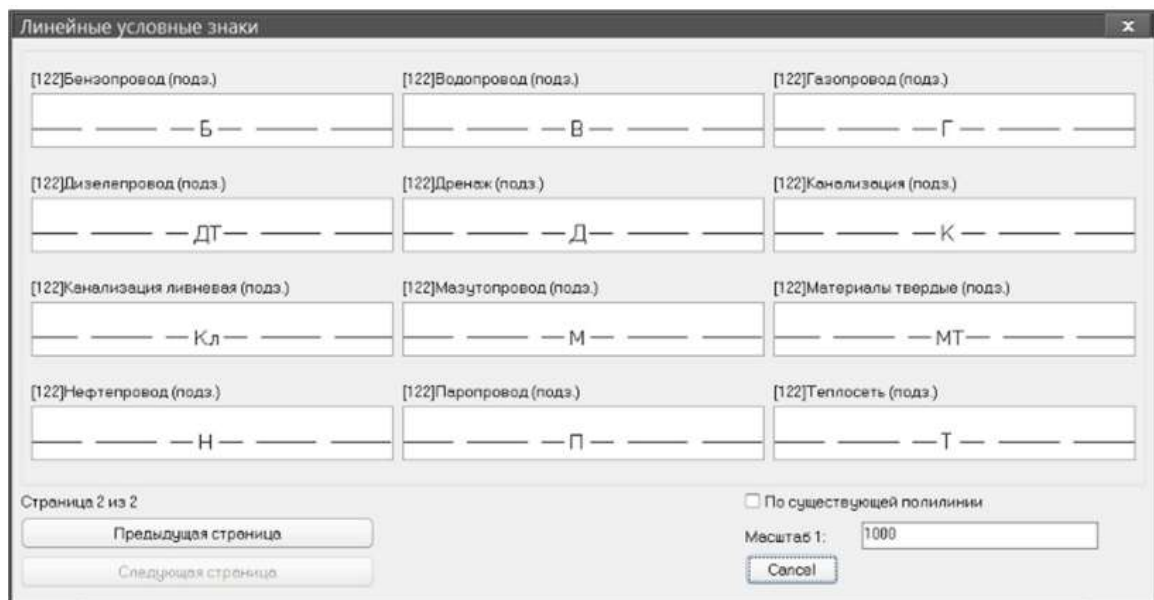 Линейные условные знаки
x
[122]Бензопровод (подз.)
[122]Водопровод (подз.)
[122]Газопровод (подз.)
Б
В
Г
[122]Дизелепровод (подз.)
[122]Дренаж (подз.)
[122]Канализация (подз.)
ДТ
Д
К
[122]Канализация ливневая (подз.)
[122]Мазутопровод (подз.)
[122]Материалы твердые (подз.)
Кл
М
МТ
[122]Нефтепровод (подз.)
[122]Паропровод (подз.)
[122]Теплосеть (подз.)
Н
П
Т
Страница 2 из 2
По существующей полилинии
Предыдущая страница
Масштаб 1:
1000
Следующая страница
Cancel